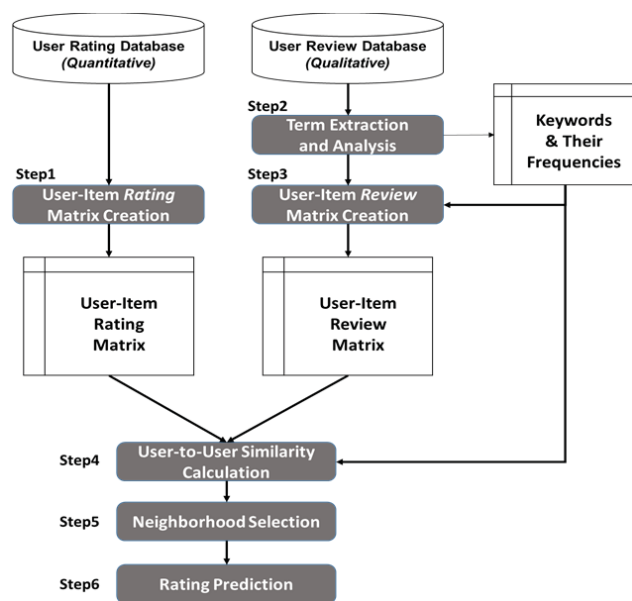 User Rating Database
(Quantitative)
User Review Database
(Qualitative)
Step2
Term Extraction
and Analysis
Keywords
& Their
Frequencies
Step1
User-Item Rating
Matrix Creation
Step3
User-Item Review
Matrix Creation
User-Item
Rating
Matrix
User-Item
Review
Matrix
Step4
User-to-User Similarity
Calculation
Step5
Neighborhood Selection
Step6
Rating Prediction